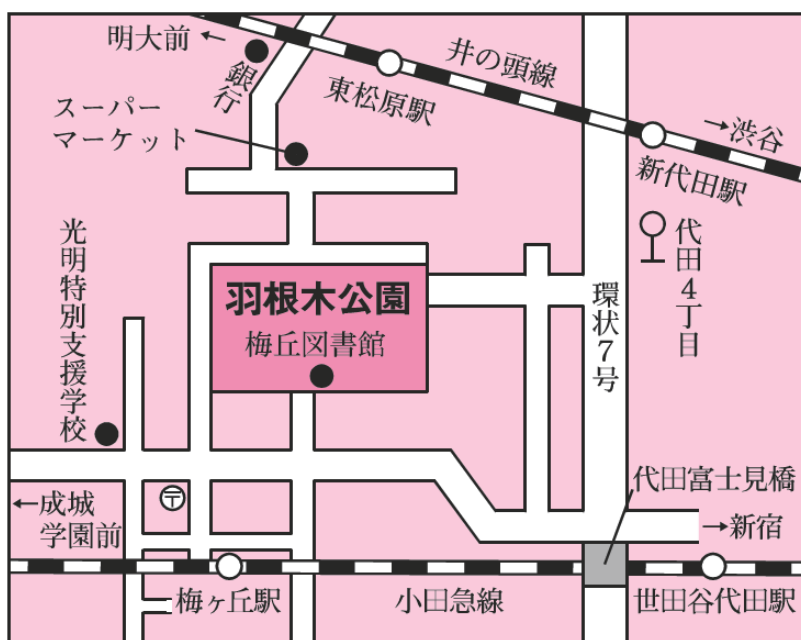 明大前←
銀行
井の頭線
東松原駅
スーパー
マーケット
→渋谷
新代田駅
代田4丁目
光明特別支援学校
羽根木公園
梅丘図書館
環状7号
代田富士見橋
←成城
学園前
〒
→新宿
梅ヶ丘駅
小田急線
世田谷代田駅